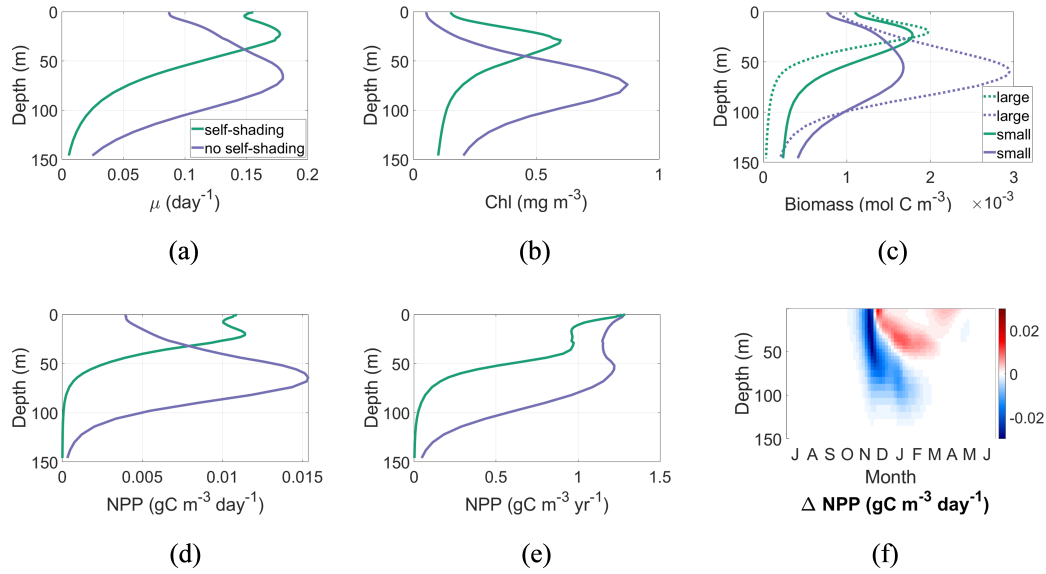 0
50
100
150
Depth (m)
0 0.05 0.1 0.15 0.2
μ (day⁻¹)
self-shading
no self-shading
(a)
0
50
100
150
Depth (m)
0 0.5 1
Chl (mg m⁻³)
(b)
0
50
100
150
Depth (m)
0 1 2 3
Biomass (mol C m⁻³) ×10⁻³
large
large
small
small
(c)
0
50
100
150
Depth (m)
0 0.005 0.01 0.015
NPP (gC m⁻³ day⁻¹)
(d)
0
50
100
150
Depth (m)
0 0.5 1 1.5
NPP (gC m⁻³ yr⁻¹)
(e)
0
50
100
150
Depth (m)
J A S O N D J F M A M J
Month
0.02
0
-0.02
Δ NPP (gC m⁻³ day⁻¹)
(f)